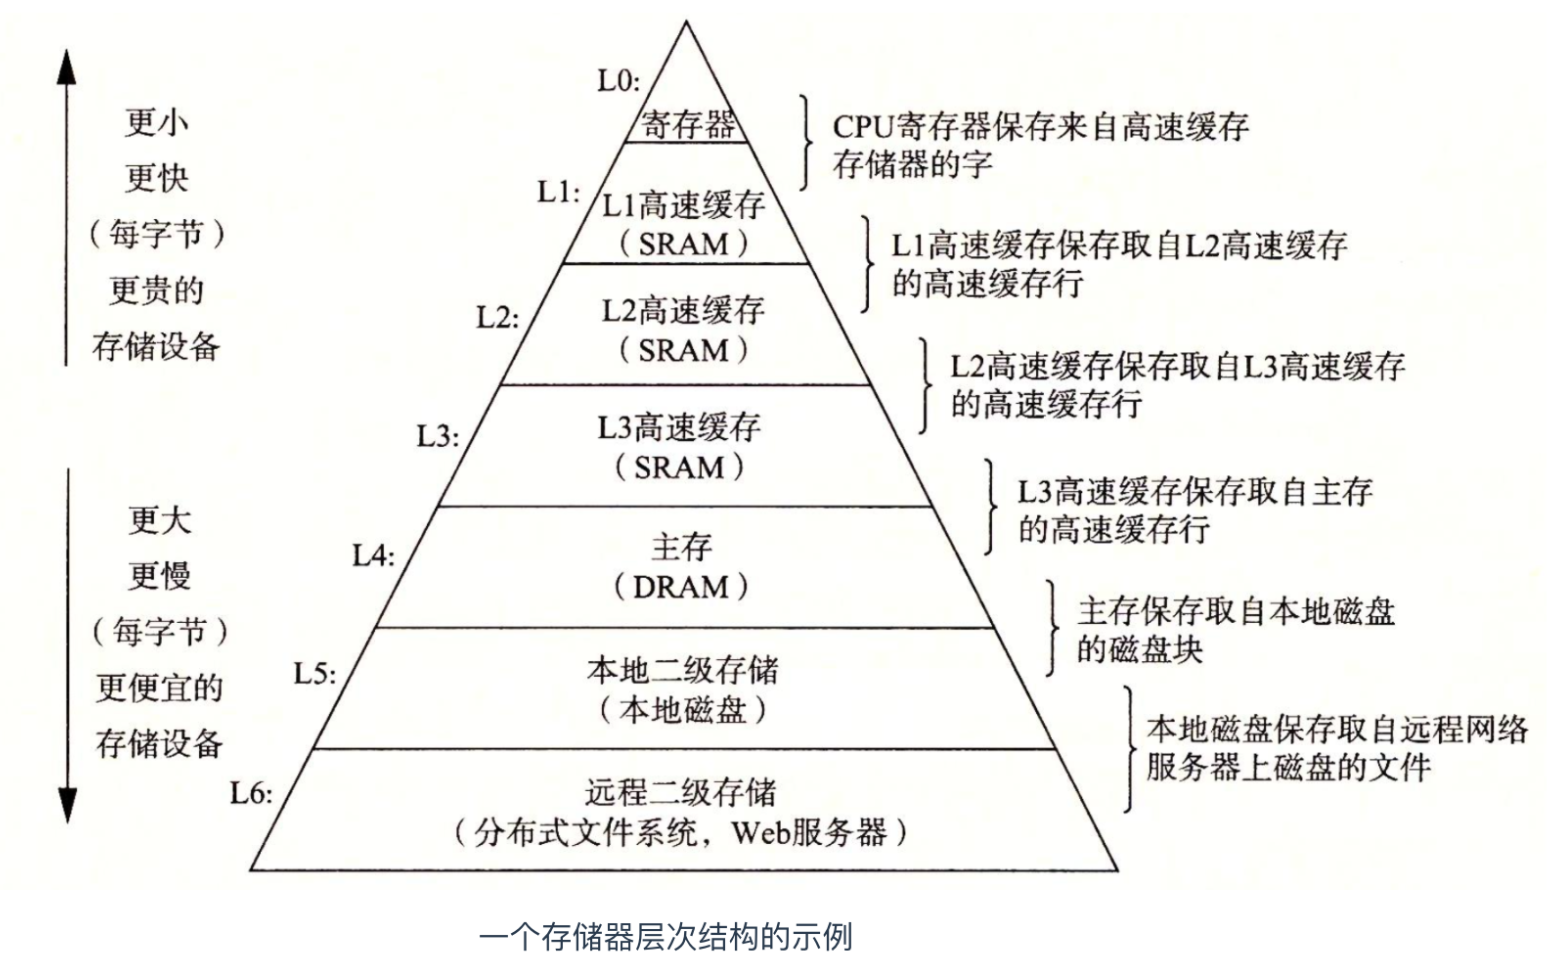 L0:
寄存器
L1:
L1高速缓存
（SRAM）
L2:
L2高速缓存
（SRAM）
L3:
L3高速缓存
（SRAM）
L4:
主存
（DRAM）
L5:
本地二级存储
（本地磁盘）
L6:
远程二级存储
（分布式文件系统，Web服务器）
更小
更快
（每字节）
更贵的
存储设备
更大
更慢
（每字节）
更便宜的
存储设备
CPU寄存器保存来自高速缓存
存储器的字
L1高速缓存保存取自L2高速缓存
的高速缓存行
L2高速缓存保存取自L3高速缓存
的高速缓存行
L3高速缓存保存取自主存
的高速缓存行
主存保存取自本地磁盘
的磁盘块
本地磁盘保存取自远程网络
服务器上磁盘的文件
一个存储器层次结构的示例